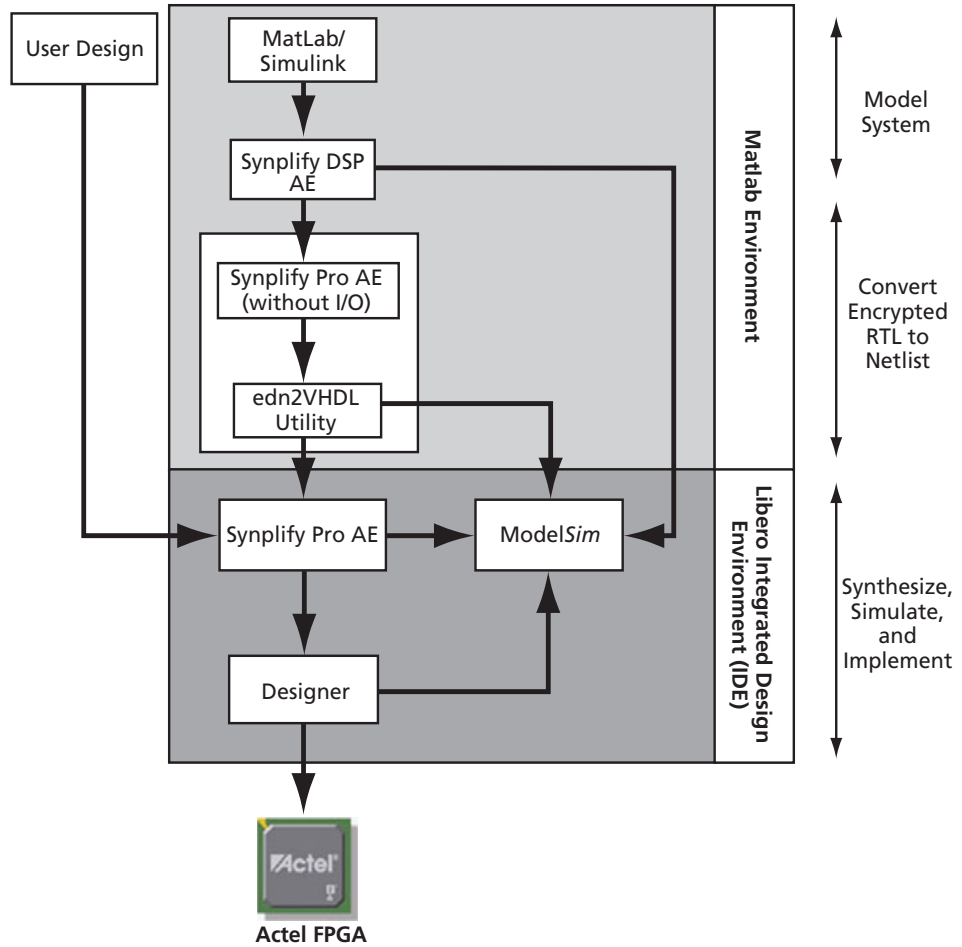 User Design
MatLab/
Simulink
Synplify DSP
AE
Synplify Pro AE
(without I/O)
edn2VHDL
Utility
Synplify Pro AE
ModelSim
Designer
Matlab Environment
Libero Integrated Design
Environment (IDE)
Model
System
Convert
Encrypted
RTL to
Netlist
Synthesize,
Simulate,
and
Implement
Actel®
Actel FPGA